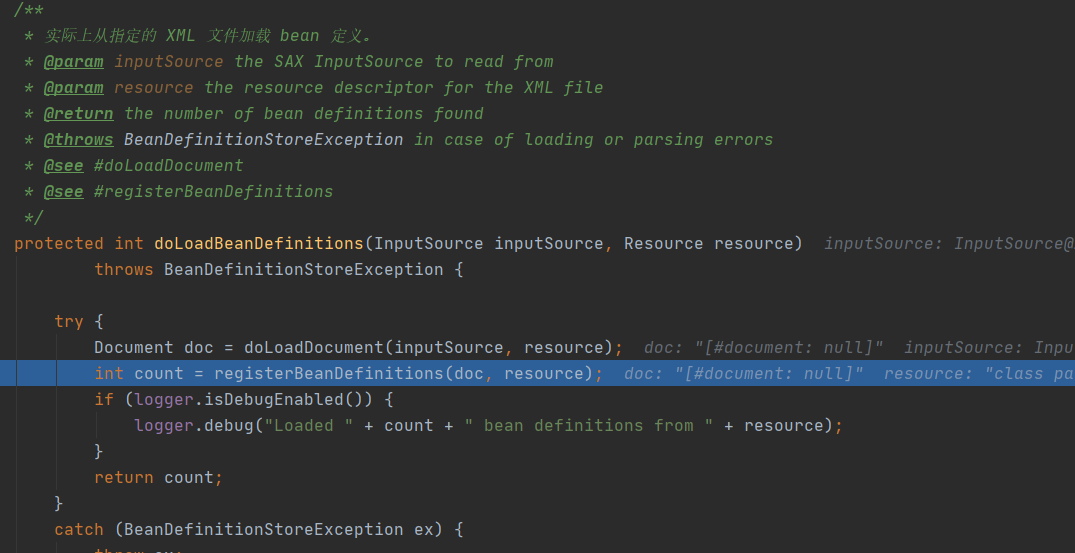 /**
 * 实际上从指定的 XML 文件加载 bean 定义。
 * @param inputSource the SAX InputSource to read from
 * @param resource the resource descriptor for the XML file
 * @return the number of bean definitions found
 * @throws BeanDefinitionStoreException in case of loading or parsing errors
 * @see #doLoadDocument
 * @see #registerBeanDefinitions
 */
protected int doLoadBeanDefinitions(InputSource inputSource, Resource resource)  inputSource: InputSource@
        throws BeanDefinitionStoreException {
    try {
        Document doc = doLoadDocument(inputSource, resource);  doc: "[#document: null]"  inputSource: Inpu
        int count = registerBeanDefinitions(doc, resource);  doc: "[#document: null]"  resource: "class pa
        if (logger.isDebugEnabled()) {
            logger.debug("Loaded " + count + " bean definitions from " + resource);
        }
        return count;
    }
    catch (BeanDefinitionStoreException ex) {